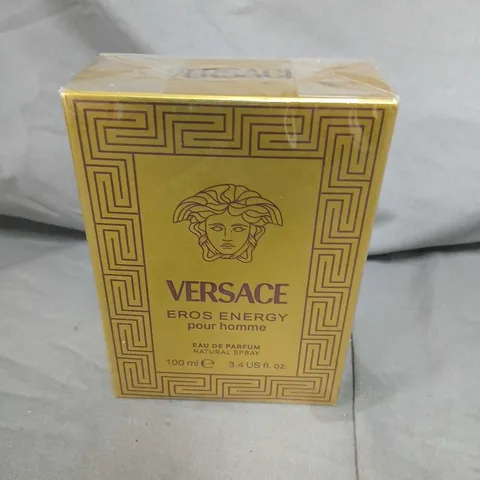 VERSACE
VERSACE
EROS ENERGY
pour homme
EAU DE PARFUM
NATURAL SPRAY
100 ml ℮ 3.4 US fl. oz.